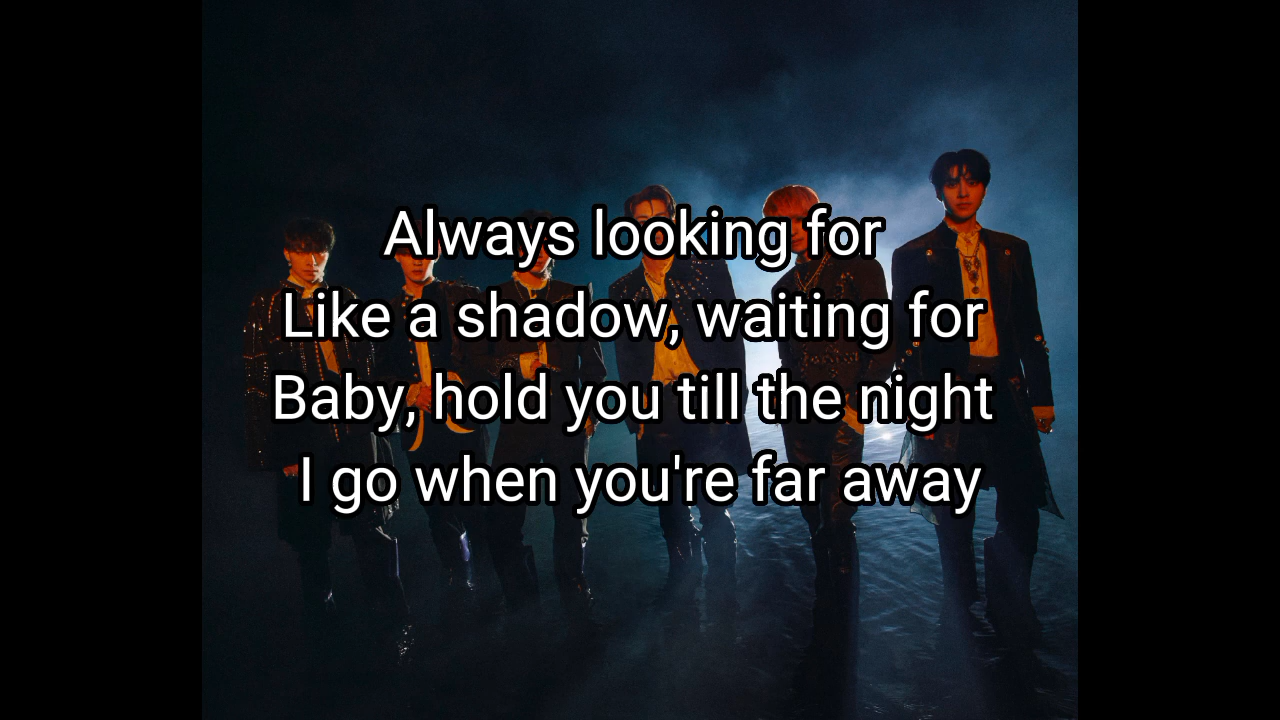 Always looking for
Like a shadow, waiting for
Baby, hold you till the night
I go when you're far away